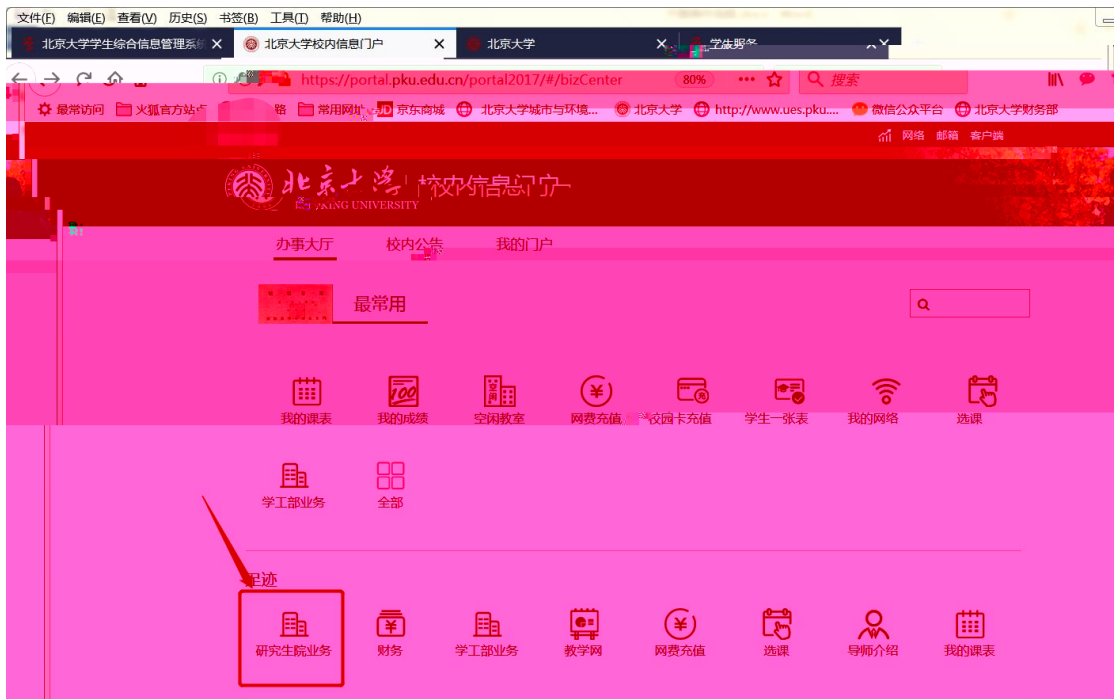 文件(F) 编辑(E) 查看(V) 历史(S) 书签(B) 工具(T) 帮助(H)
北京大学学生综合信息管理系统 × 北京大学校内信息门户 × 北京大学 ×
https://portal.pku.edu.cn/portal2017/#/bizCenter 80% 搜索
最常访问 火狐官方站点 常用网址 京东商城 北京大学城市与环境... 北京大学 http://www.ues.pku.... 微信公众平台 北京大学财务部
网络 邮箱 客户端
北京大学 校内信息门户
UNIVERSITY
办事大厅 校内公告 我的门户
最常用
我的课表 我的成绩 空闲教室 网费充值 校园卡充值 学生一张表 我的网络 选课
学工部业务 全部
足迹
研究生院业务 财务 学工部业务 教学网 网费充值 选课 导师介绍 我的课表